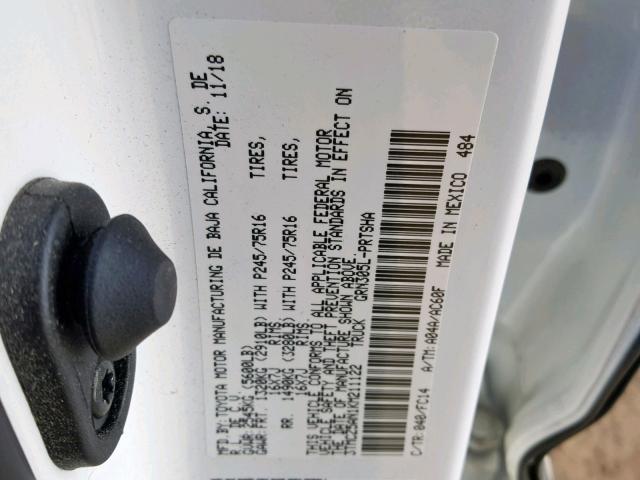 MFD. BY: TOYOTA MOTOR MANUFACTURING DE BAJA CALIFORNIA, S. DE
R.L. DE C.V. DATE: 11/18
GVWR: 2545KG (5600LB)
GAWR: FRT. 1320KG (2910LB) WITH P245/75R16 TIRES,
16X7J RIMS
RR. 1490KG (3280LB) WITH P245/75R16 TIRES,
16X7J RIMS
THIS VEHICLE CONFORMS TO ALL APPLICABLE FEDERAL MOTOR
VEHICLE SAFETY AND THEFT PREVENTION STANDARDS IN EFFECT ON
THE DATE OF MANUFACTURE SHOWN ABOVE.
3TMCZ5AN1KM211122 TRUCK GRN305L-PRTSHA
C/TR: 040/FC14 A/TM: A04A/AC60F MADE IN MEXICO 484